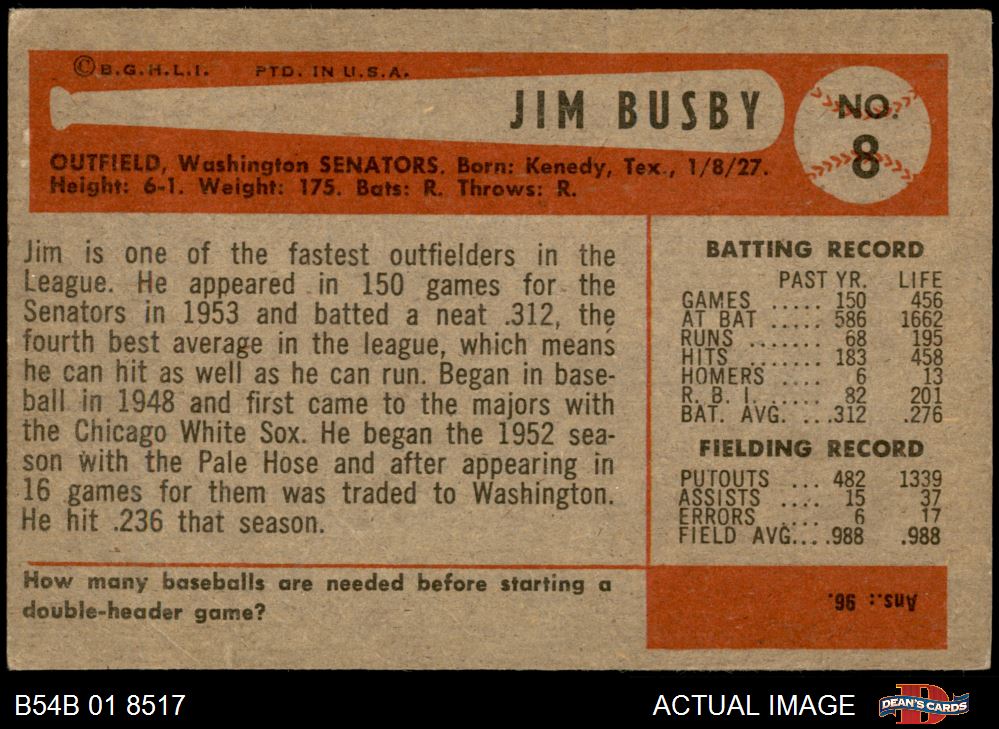 ©B.G.H.L.I. PTD. IN U.S.A.
JIM BUSBY
NO.
8
OUTFIELD, Washington SENATORS. Born: Kenedy, Tex., 1/8/27.
Height: 6-1. Weight: 175. Bats: R. Throws: R.
Jim is one of the fastest outfielders in the
League. He appeared in 150 games for the
Senators in 1953 and batted a neat .312, the
fourth best average in the league, which means
he can hit as well as he can run. Began in base-
ball in 1948 and first came to the majors with
the Chicago White Sox. He began the 1952 sea-
son with the Pale Hose and after appearing in
16 games for them was traded to Washington.
He hit .236 that season.
BATTING RECORD
PAST YR. LIFE
GAMES ..... 150 456
AT BAT ..... 586 1662
RUNS ....... 68 195
HITS ....... 183 458
HOMERS .... 6 13
R. B. I. ..... 82 201
BAT. AVG. ...312 .276
FIELDING RECORD
PUTOUTS ... 482 1339
ASSISTS .... 15 37
ERRORS .... 6 17
FIELD AVG....988 .988
How many baseballs are needed before starting a
double-header game?
Ans.: 96.
B54B 01 8517
ACTUAL IMAGE
D
DEAN'S CARDS